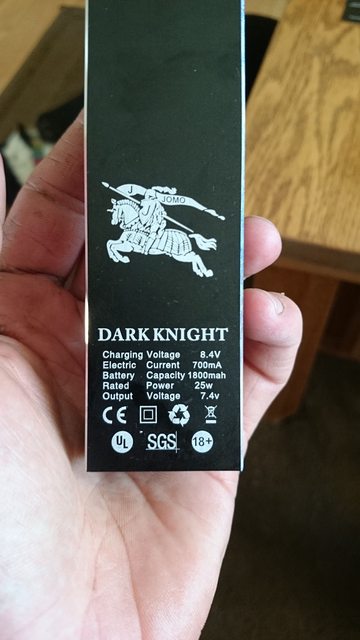 J JOMO
DARK KNIGHT
Charging Voltage 8.4V
Electric Current 700mA
Battery Capacity 1800mah
Rated Power 25w
Output Voltage 7.4v
CE
UL SGS 18+